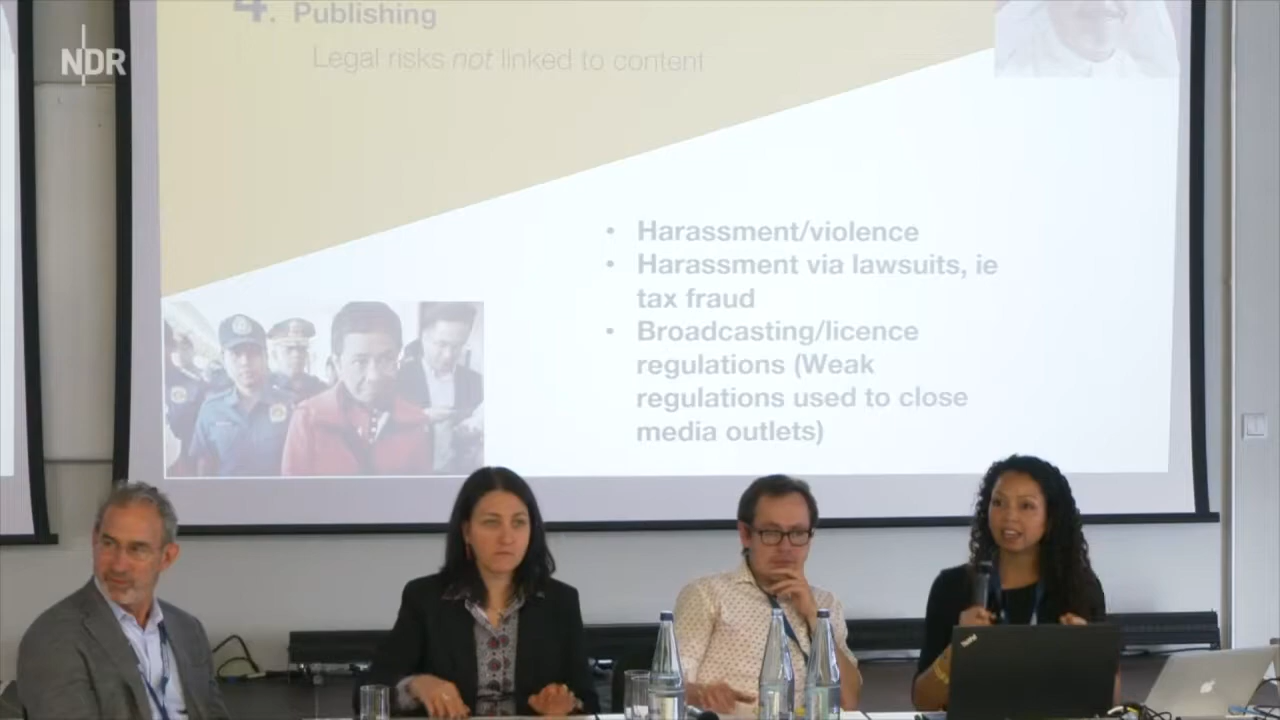 4. Publishing
NDR
Legal risks not linked to content
• Harassment/violence
• Harassment via lawsuits, ie
tax fraud
• Broadcasting/licence
regulations (Weak
regulations used to close
media outlets)